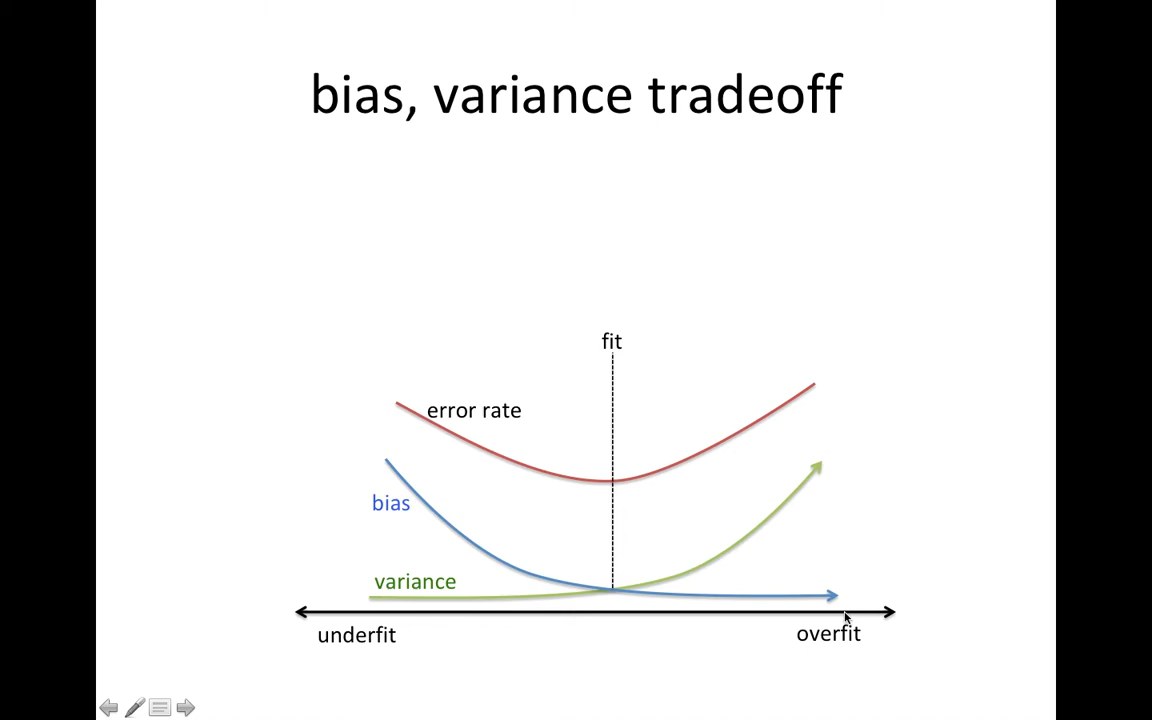 bias, variance tradeoff
fit
error rate
bias
variance
underfit
overfit